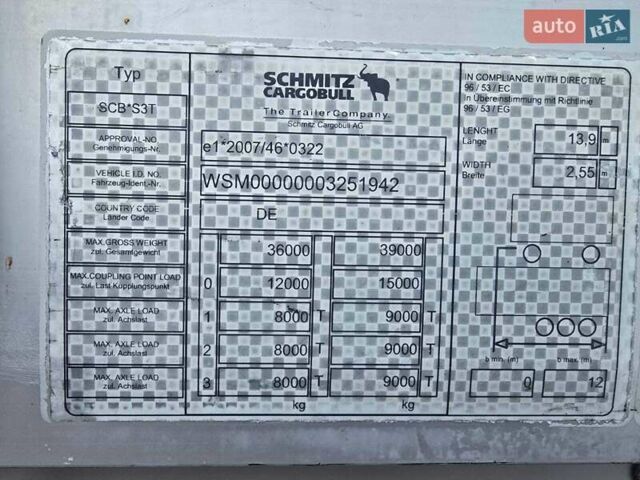 auto RIA.com
Typ
SCB*S3T
SCHMITZ
CARGOBULL
The TrailerCompany.
Schmitz Cargobull AG
IN COMPLIANCE WITH DIRECTIVE
96 / 53 / EC
In Übereinstimmung mit Richtlinie
96 / 53 / EG
APPROVAL-NO
Genehmigungs-Nr.
e1*2007/46*0322
LENGHT
Länge
13,9 m
VEHICLE I.D. NO.
Fahrzeug-Ident.-Nr.
WSM00000003251942
WIDTH
Breite
2,55 m
COUNTRY CODE
Länder Code
DE
MAX.GROSS WEIGHT
zul. Gesamtgewicht
36000 T 39000
MAX.COUPLING POINT LOAD
zul. Last Kupplungspunkt
0 12000 15000
MAX. AXLE LOAD
zul. Achslast
1 8000 T 9000 T
MAX. AXLE LOAD
zul. Achslast
2 8000 T 9000 T
MAX. AXLE LOAD
zul. Achslast
3 8000 T 9000 T
kg kg
b min. (m) b max. (m)
0 12